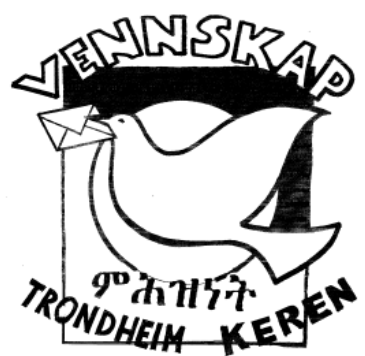 VENNSKAP
ምሕዝነት
TRONDHEIM KEREN